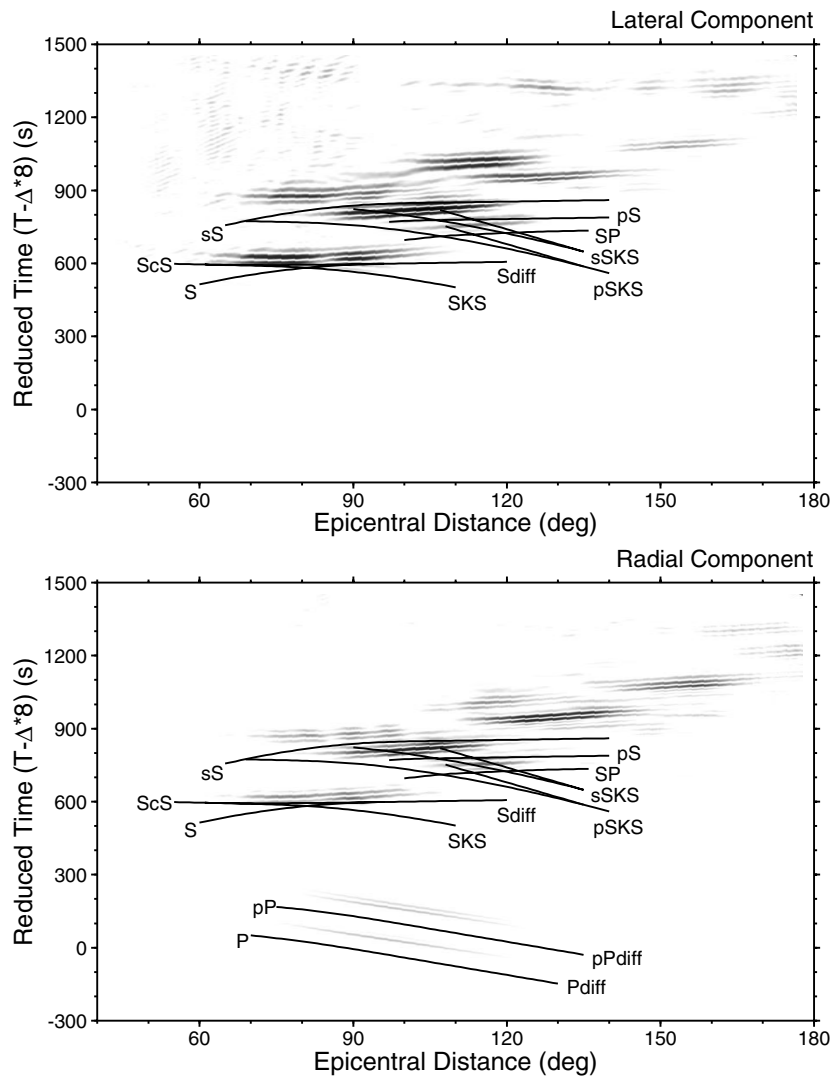 Lateral Component
1500
1200
900
600
300
0
-300
Reduced Time (T-Δ*8) (s)
sS
ScS
S
pS
SP
sSKS
Sdiff
pSKS
SKS
60
90
120
150
180
Epicentral Distance (deg)
Radial Component
1500
1200
900
600
300
0
-300
Reduced Time (T-Δ*8) (s)
sS
ScS
S
pS
SP
sSKS
Sdiff
pSKS
SKS
pP
P
pPdiff
Pdiff
60
90
120
150
180
Epicentral Distance (deg)